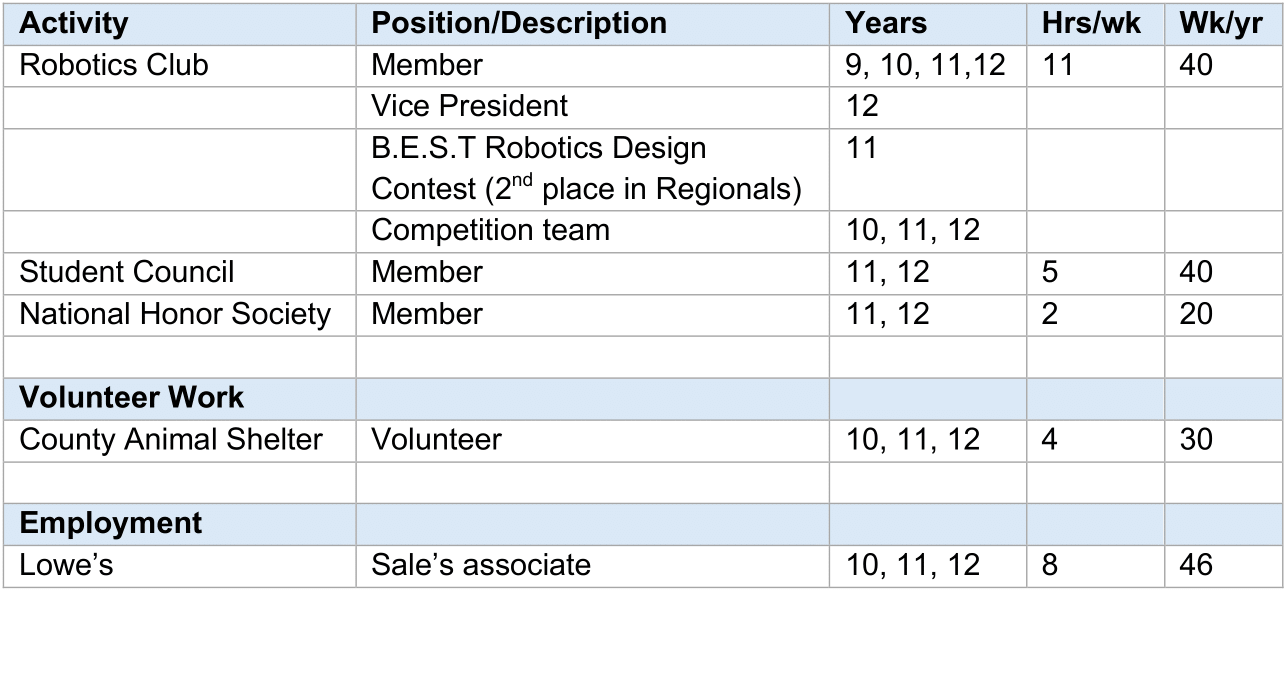 Activity Position/Description Years Hrs/wk Wk/yr
Robotics Club Member 9, 10, 11,12 11 40
Vice President 12
B.E.S.T Robotics Design 11
Contest (2nd place in Regionals)
Competition team 10, 11, 12
Student Council Member 11, 12 5 40
National Honor Society Member 11, 12 2 20
Volunteer Work
County Animal Shelter Volunteer 10, 11, 12 4 30
Employment
Lowe’s Sale’s associate 10, 11, 12 8 46